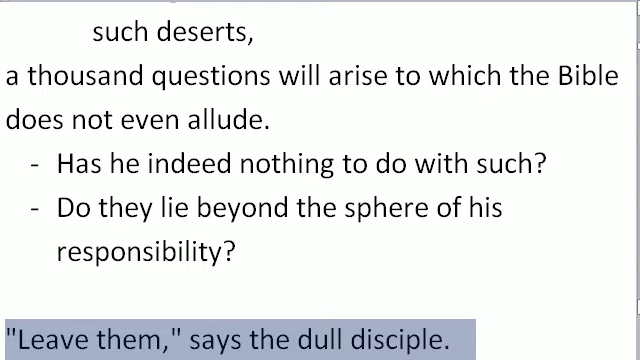 such deserts,
a thousand questions will arise to which the Bible
does not even allude.
- Has he indeed nothing to do with such?
- Do they lie beyond the sphere of his
responsibility?
"Leave them," says the dull disciple.